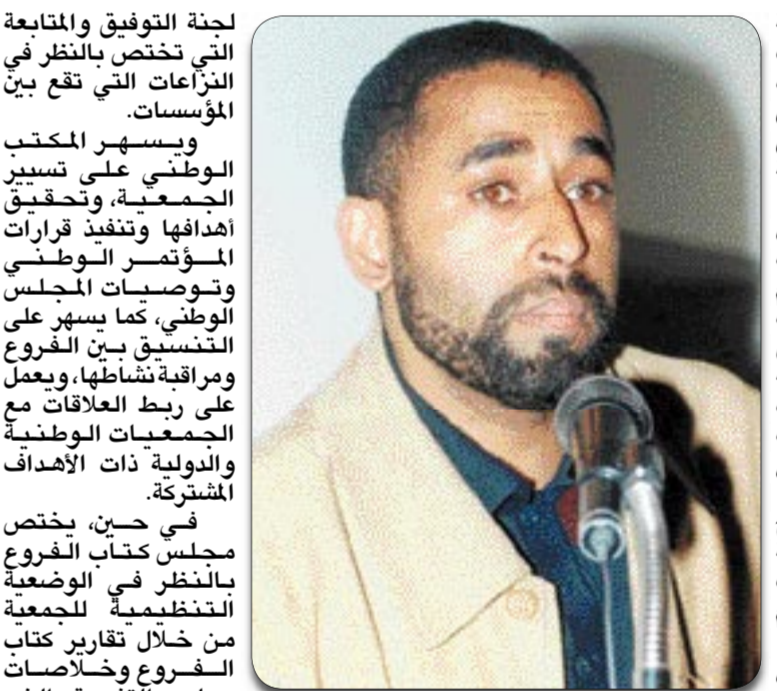 لجنة التوفيق والمتابعة
التي تختص بالنظر في
النزاعات التي تقع بين
المؤسسات.
ويسهر المكتب
الوطني على تسيير
الجمعية، وتحقيق
أهدافها وتنفيذ قرارات
المؤتمر الوطني
وتوصيات المجلس
الوطني، كما يسهر على
التنسيق بين الفروع
ومراقبة نشاطها، ويعمل
على ربط العلاقات مع
الجمعيات الوطنية
والدولية ذات الأهداف
المشتركة.
في حين، يختص
مجلس كتاب الفروع
بالنظر في الوضعية
التنظيمية للجمعية
من خلال تقارير كتاب
الفروع وخلاصات